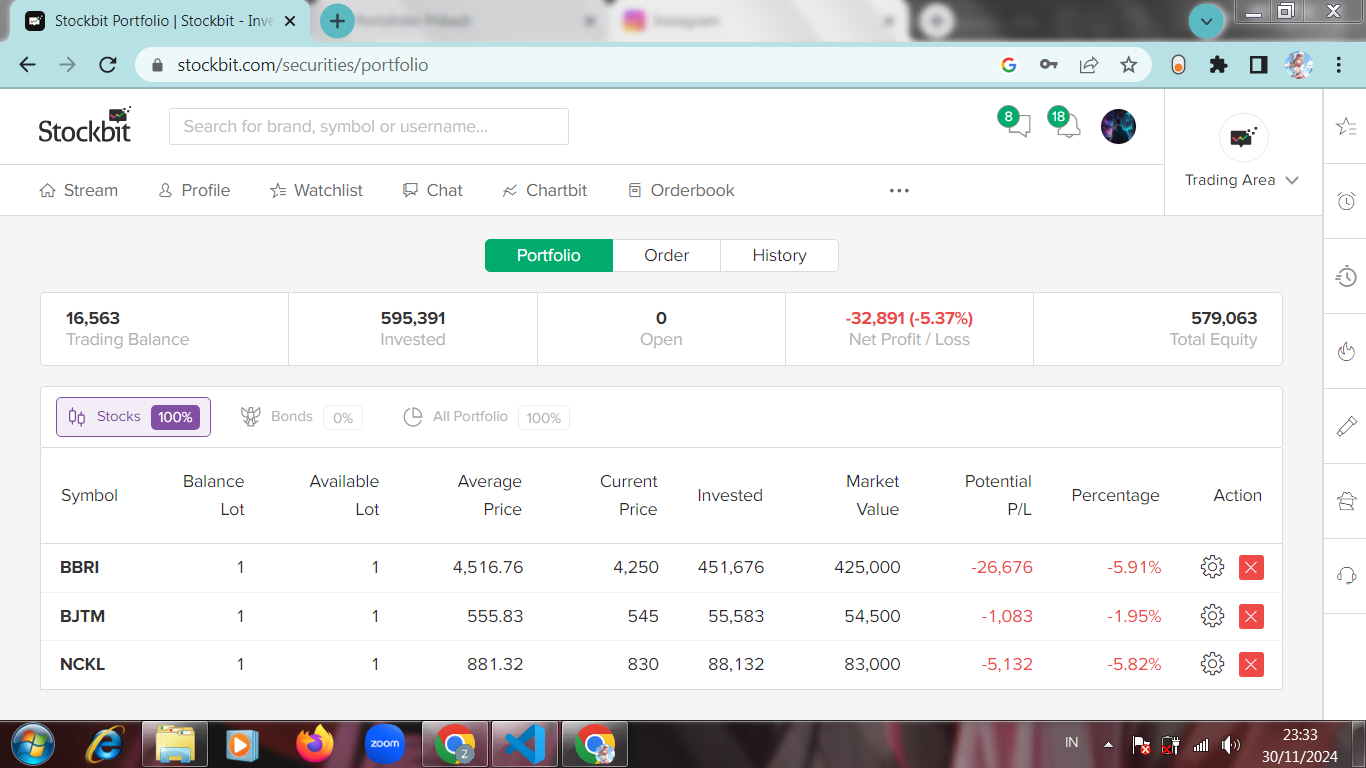 Stockbit Portfolio | Stockbit - Inve
Instagram
stockbit.com/securities/portfolio
Stockbit
Search for brand, symbol or username...
8
18
Trading Area
Stream Profile Watchlist Chat Chartbit Orderbook
Portfolio Order History
16,563 595,391 0 -32,891 (-5.37%) 579,063
Trading Balance Invested Open Net Profit / Loss Total Equity
Stocks 100% Bonds 0% All Portfolio 100%
Symbol Balance Lot Available Lot Average Price Current Price Invested Market Value Potential P/L Percentage Action
BBRI 1 1 4,516.76 4,250 451,676 425,000 -26,676 -5.91%
BJTM 1 1 555.83 545 55,583 54,500 -1,083 -1.95%
NCKL 1 1 881.32 830 88,132 83,000 -5,132 -5.82%
zoom
Z
IN
23:33
30/11/2024